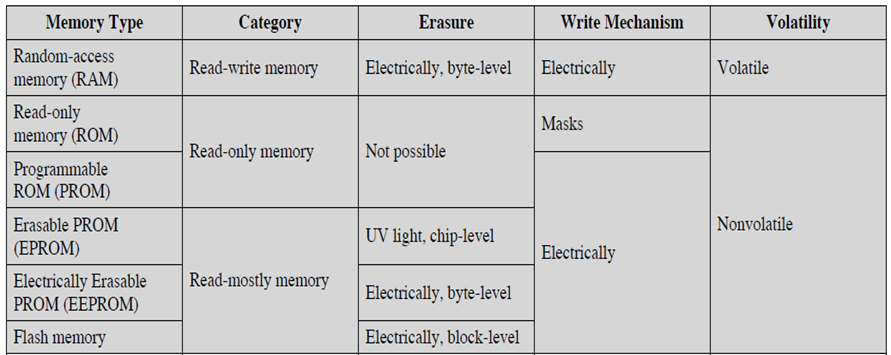 Memory Type
Category
Erasure
Write Mechanism
Volatility
Random-access
memory (RAM)
Read-write memory
Electrically, byte-level
Electrically
Volatile
Read-only
memory (ROM)
Read-only memory
Not possible
Masks
Nonvolatile
Programmable
ROM (PROM)
Electrically
Erasable PROM
(EPROM)
Read-mostly memory
UV light, chip-level
Electrically Erasable
PROM (EEPROM)
Electrically, byte-level
Flash memory
Electrically, block-level